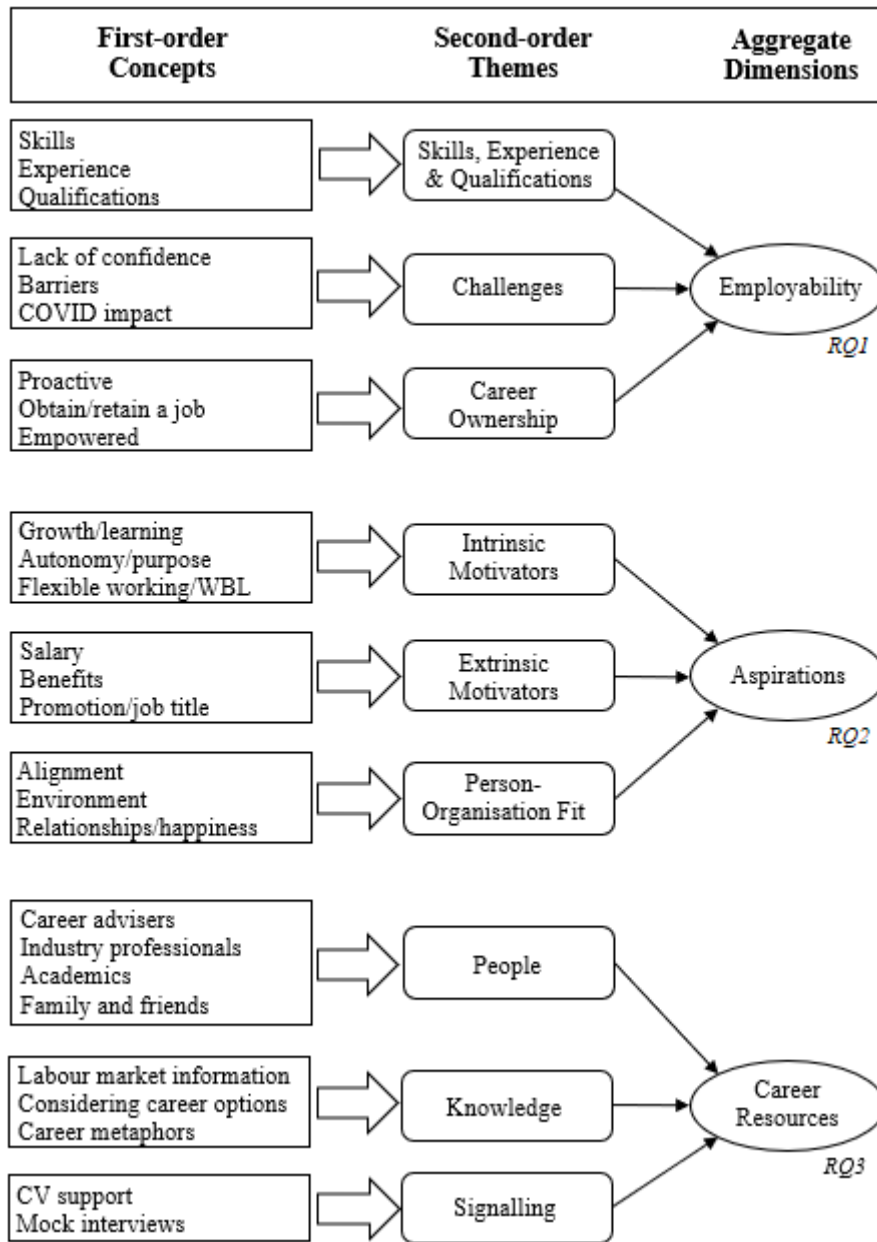 First-order
Concepts
Second-order
Themes
Aggregate
Dimensions
Skills
Experience
Qualifications
Skills, Experience
& Qualifications
Lack of confidence
Barriers
COVID impact
Challenges
Employability
RQ1
Proactive
Obtain/retain a job
Empowered
Career
Ownership
Growth/learning
Autonomy/purpose
Flexible working/WBL
Intrinsic
Motivators
Salary
Benefits
Promotion/job title
Extrinsic
Motivators
Aspirations
RQ2
Alignment
Environment
Relationships/happiness
Person-
Organisation Fit
Career advisers
Industry professionals
Academics
Family and friends
People
Labour market information
Considering career options
Career metaphors
Knowledge
Career
Resources
RQ3
CV support
Mock interviews
Signalling